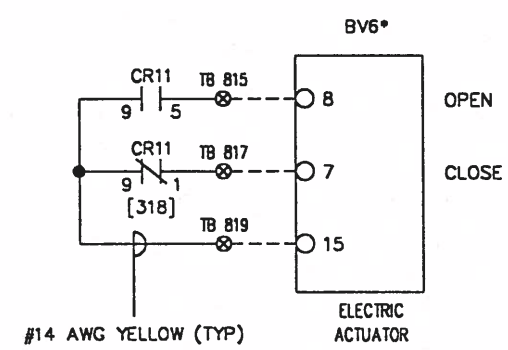 BV6*
CR11 TB 815
9 5 8 OPEN
CR11 TB 817
9 1 7 CLOSE
[318]
TB 819
15
ELECTRIC
#14 AWG YELLOW (TYP) ACTUATOR